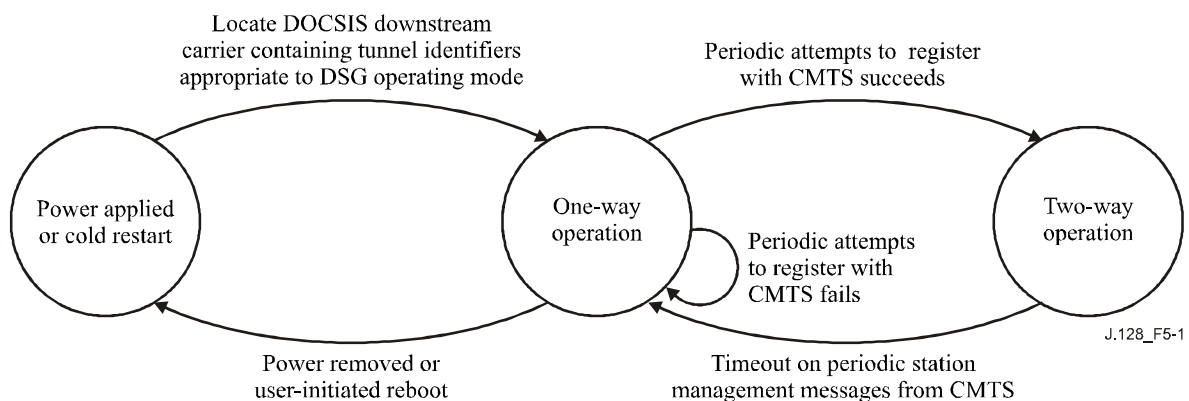 Locate DOCSIS downstream
carrier containing tunnel identifiers
appropriate to DSG operating mode
Periodic attempts to register
with CMTS succeeds
Power applied
or cold restart
One-way
operation
Two-way
operation
Periodic attempts
to register with
CMTS fails
J.128_F5-1
Power removed or
user-initiated reboot
Timeout on periodic station
management messages from CMTS